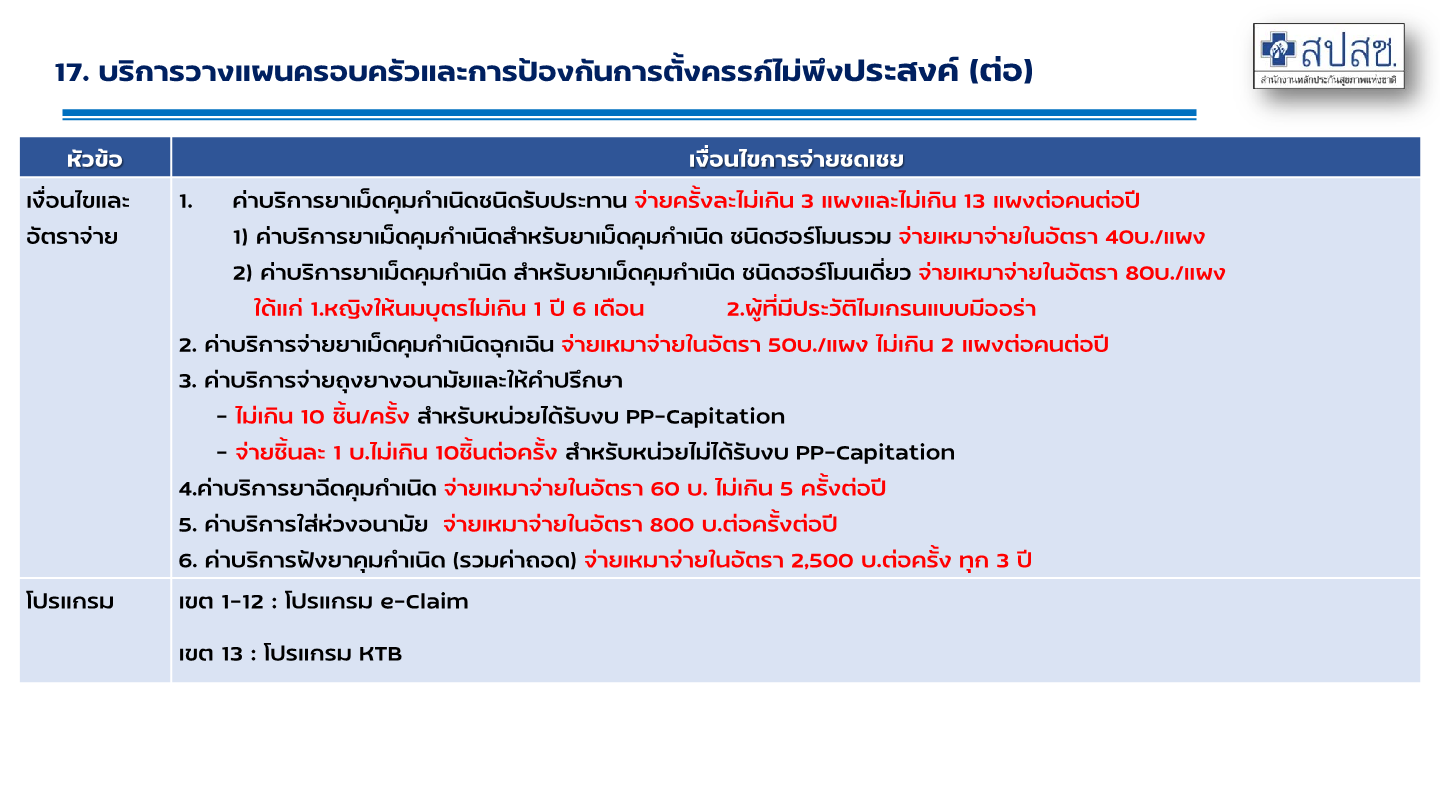 17. บริการวางแผนครอบครัวและการป้องกันการตั้งครรภ์ไม่พึงประสงค์ (ต่อ)
สปสช.
สำนักงานหลักประกันสุขภาพแห่งชาติ
หัวข้อ เงื่อนไขการจ่ายชดเชย
เงื่อนไขและ
อัตราจ่าย
1. ค่าบริการยาเม็ดคุมกำเนิดชนิดรับประทาน จ่ายครั้งละไม่เกิน 3 แผงและไม่เกิน 13 แผงต่อคนต่อปี
1) ค่าบริการยาเม็ดคุมกำเนิดสำหรับยาเม็ดคุมกำเนิด ชนิดฮอร์โมนรวม จ่ายเหมาจ่ายในอัตรา 40บ./แผง
2) ค่าบริการยาเม็ดคุมกำเนิด สำหรับยาเม็ดคุมกำเนิด ชนิดฮอร์โมนเดี่ยว จ่ายเหมาจ่ายในอัตรา 80บ./แผง
ใด้แก่ 1.หญิงให้นมบุตรไม่เกิน 1 ปี 6 เดือน 2.ผู้ที่มีประวัติไมเกรนแบบมีออร่า
2. ค่าบริการจ่ายยาเม็ดคุมกำเนิดฉุกเฉิน จ่ายเหมาจ่ายในอัตรา 50บ./แผง ไม่เกิน 2 แผงต่อคนต่อปี
3. ค่าบริการจ่ายถุงยางอนามัยและให้คำปรึกษา
- ไม่เกิน 10 ชิ้น/ครั้ง สำหรับหน่วยได้รับงบ PP-Capitation
- จ่ายชิ้นละ 1 บ.ไม่เกิน 10ชิ้นต่อครั้ง สำหรับหน่วยไม่ได้รับงบ PP-Capitation
4.ค่าบริการยาฉีดคุมกำเนิด จ่ายเหมาจ่ายในอัตรา 60 บ. ไม่เกิน 5 ครั้งต่อปี
5. ค่าบริการใส่ห่วงอนามัย จ่ายเหมาจ่ายในอัตรา 800 บ.ต่อครั้งต่อปี
6. ค่าบริการฝังยาคุมกำเนิด (รวมค่าถอด) จ่ายเหมาจ่ายในอัตรา 2,500 บ.ต่อครั้ง ทุก 3 ปี
โปรแกรม
เขต 1-12 : โปรแกรม e-Claim
เขต 13 : โปรแกรม KTB